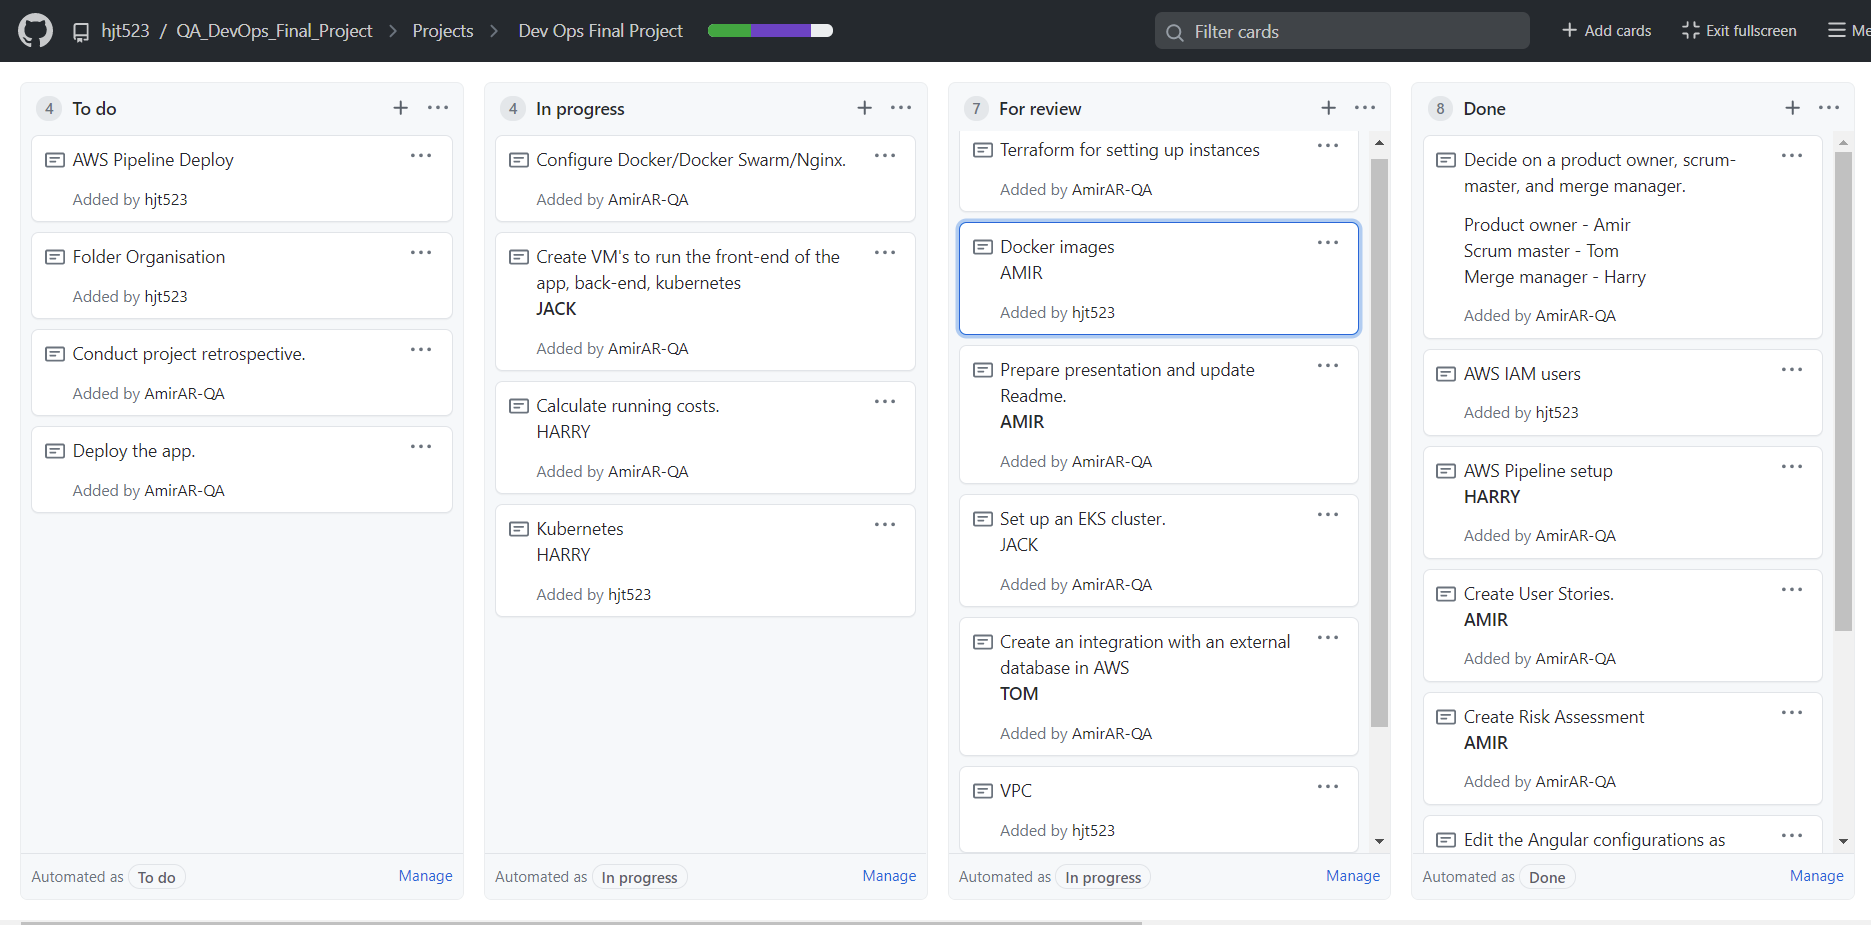 hjt523 / QA_DevOps_Final_Project > Projects > Dev Ops Final Project
Filter cards
+ Add cards
Exit fullscreen
Me
4 To do
AWS Pipeline Deploy
Added by hjt523
Folder Organisation
Added by hjt523
Conduct project retrospective.
Added by AmirAR-QA
Deploy the app.
Added by AmirAR-QA
Automated as To do
Manage
4 In progress
Configure Docker/Docker Swarm/Nginx.
Added by AmirAR-QA
Create VM's to run the front-end of the
app, back-end, kubernetes
JACK
Added by AmirAR-QA
Calculate running costs.
HARRY
Added by AmirAR-QA
Kubernetes
HARRY
Added by hjt523
Automated as In progress
Manage
7 For review
Terraform for setting up instances
Added by AmirAR-QA
Docker images
AMIR
Added by hjt523
Prepare presentation and update
Readme.
AMIR
Added by AmirAR-QA
Set up an EKS cluster.
JACK
Added by AmirAR-QA
Create an integration with an external
database in AWS
TOM
Added by AmirAR-QA
VPC
Added by hjt523
Automated as In progress
Manage
8 Done
Decide on a product owner, scrum-
master, and merge manager.
Product owner - Amir
Scrum master - Tom
Merge manager - Harry
Added by AmirAR-QA
AWS IAM users
Added by hjt523
AWS Pipeline setup
HARRY
Added by AmirAR-QA
Create User Stories.
AMIR
Added by AmirAR-QA
Create Risk Assessment
AMIR
Added by AmirAR-QA
Edit the Angular configurations as
Automated as Done
Manage